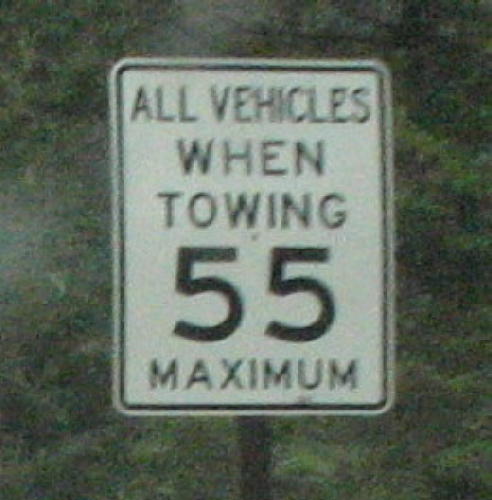 ALL VEHICLES
WHEN
TOWING
55
MAXIMUM